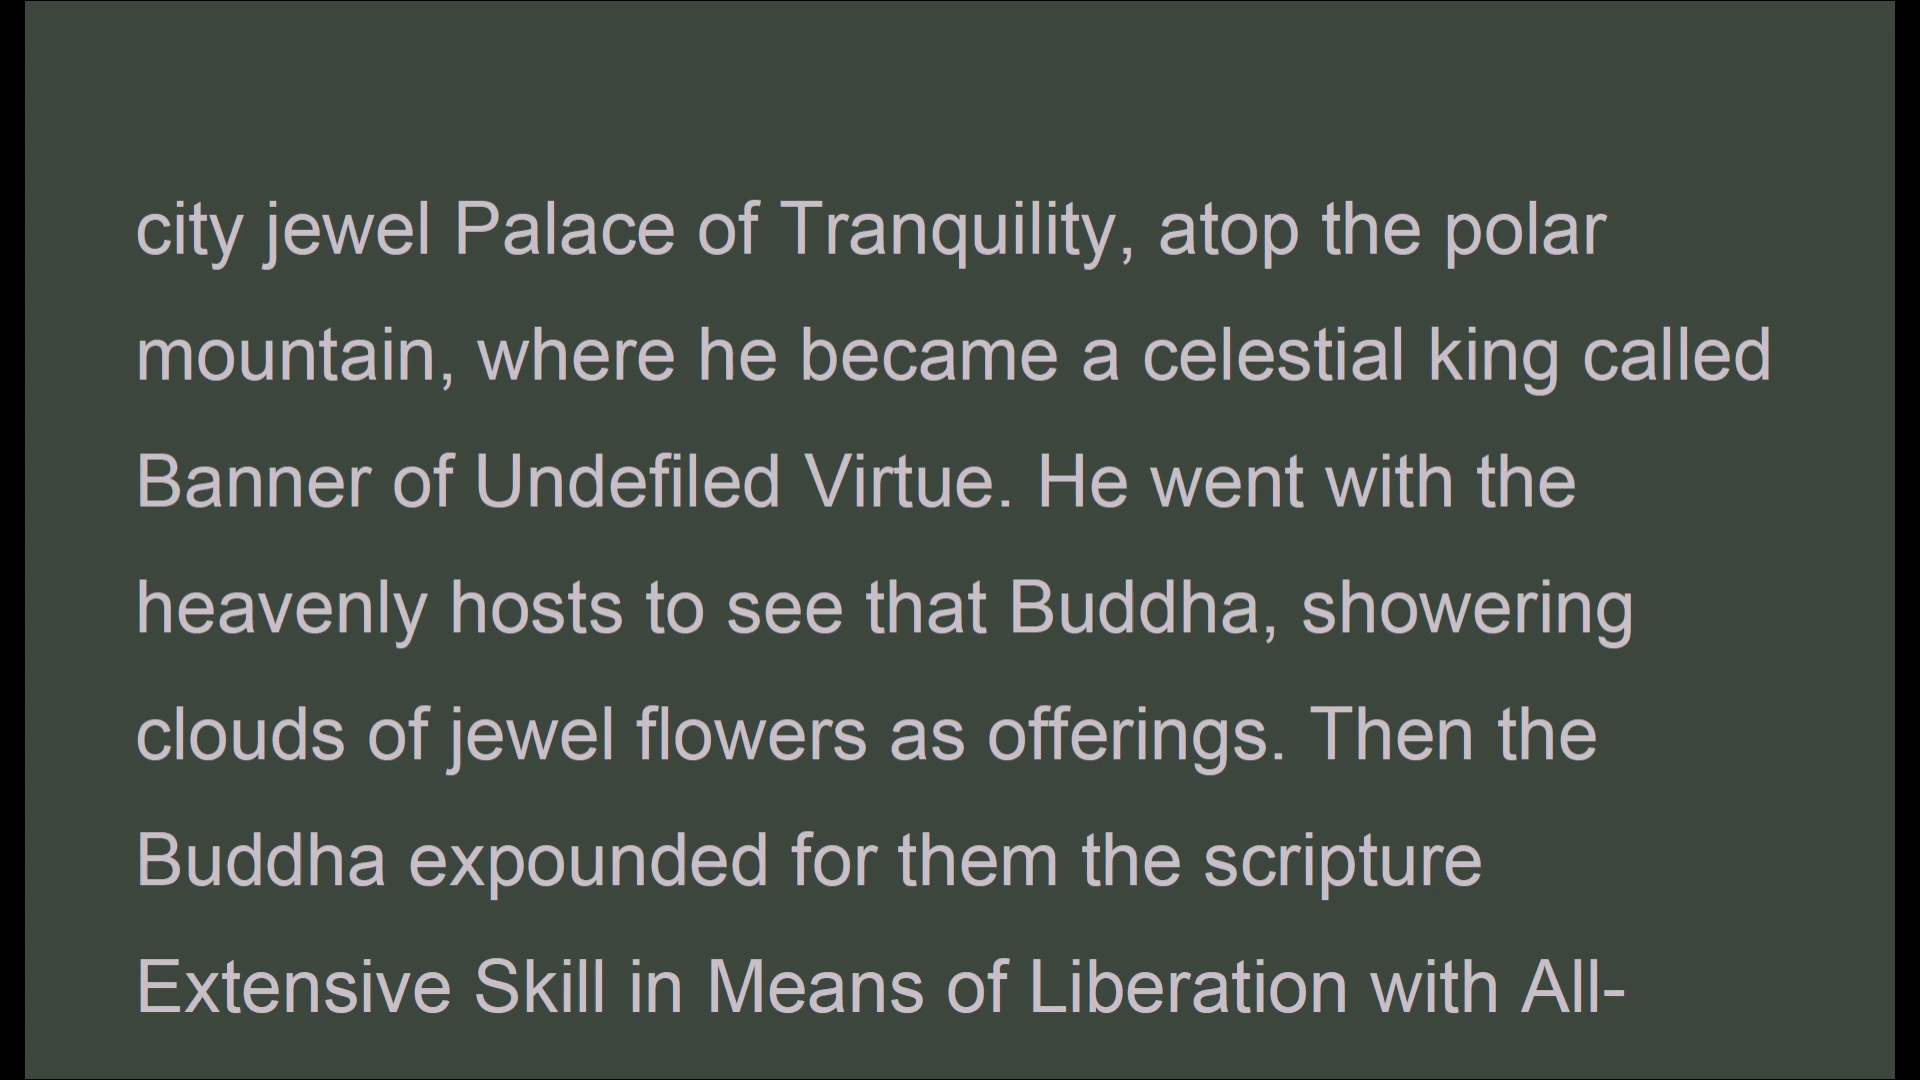 city jewel Palace of Tranquility, atop the polar
mountain, where he became a celestial king called
Banner of Undefiled Virtue. He went with the
heavenly hosts to see that Buddha, showering
clouds of jewel flowers as offerings. Then the
Buddha expounded for them the scripture
Extensive Skill in Means of Liberation with All-